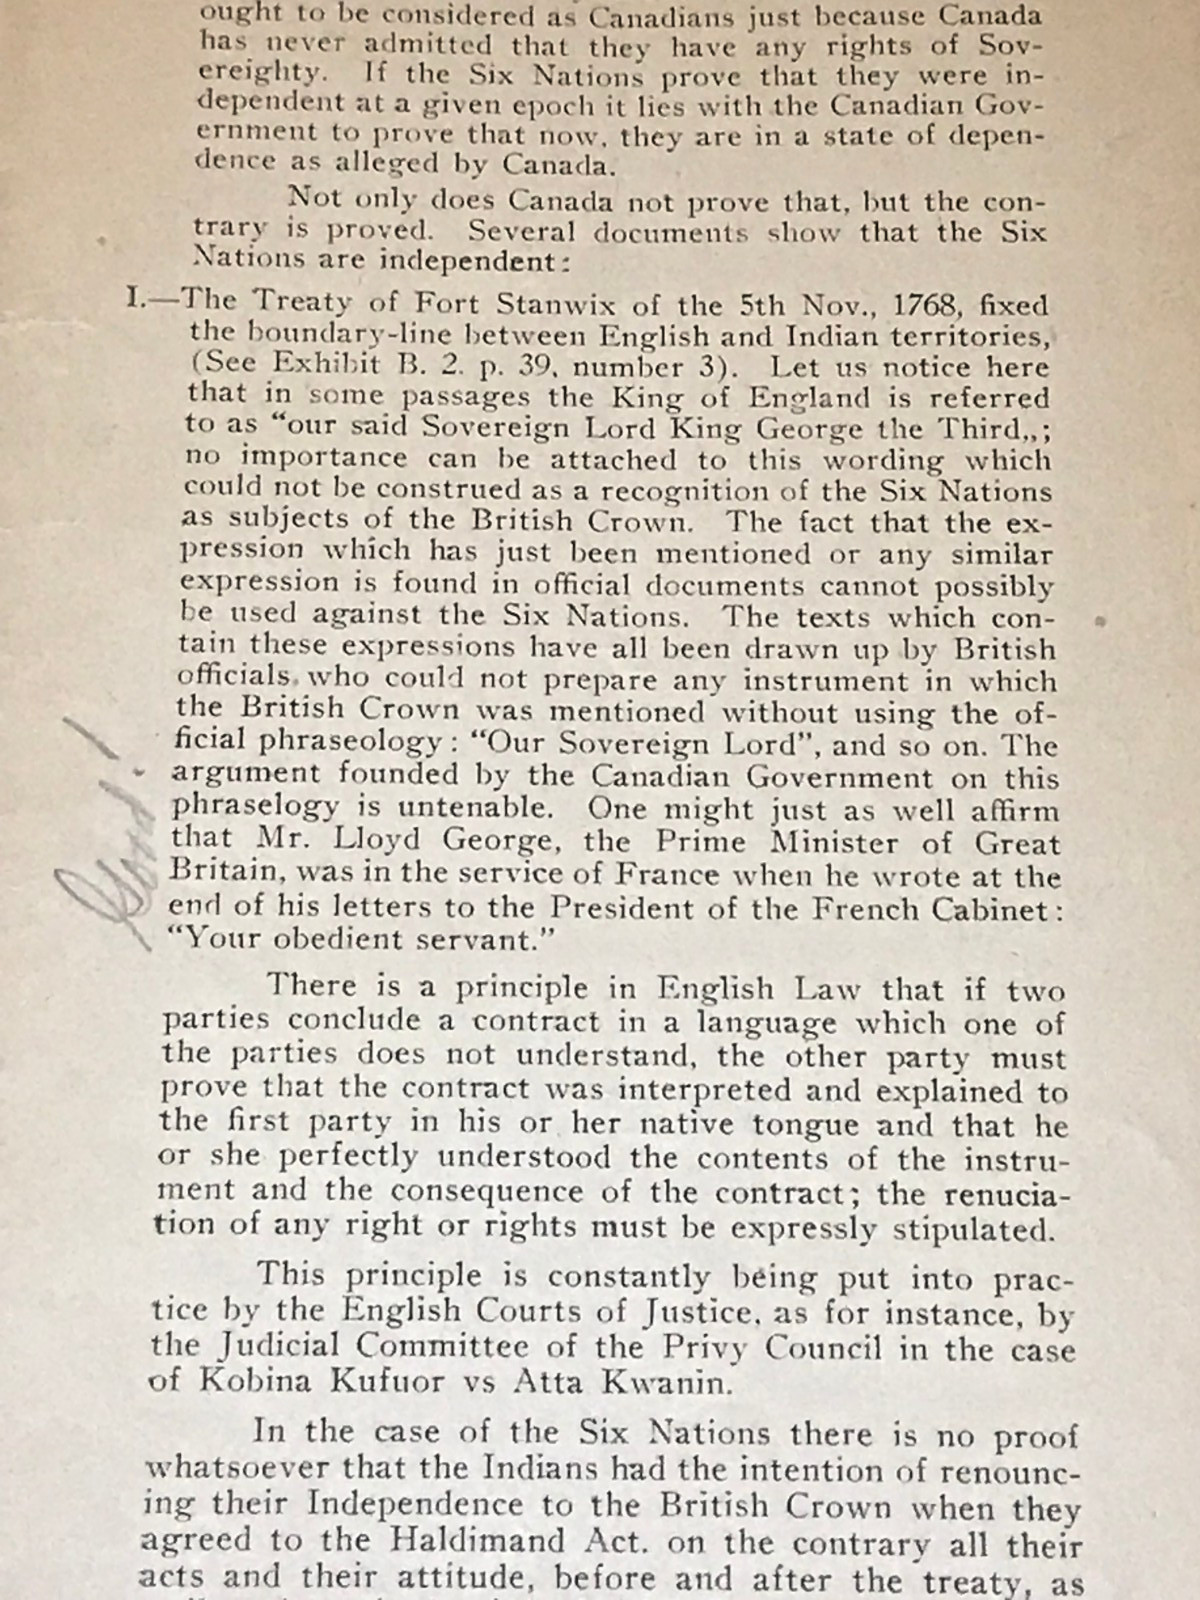 ought to be considered as Canadians just because Canada
has never admitted that they have any rights of Sov-
ereighty. If the Six Nations prove that they were in-
dependent at a given epoch it lies with the Canadian Gov-
ernment to prove that now, they are in a state of depen-
dence as alleged by Canada.
Not only does Canada not prove that, but the con-
trary is proved. Several documents show that the Six
Nations are independent:
I.—The Treaty of Fort Stanwix of the 5th Nov., 1768, fixed
the boundary-line between English and Indian territories,
(See Exhibit B. 2. p. 39, number 3). Let us notice here
that in some passages the King of England is referred
to as “our said Sovereign Lord King George the Third,,;
no importance can be attached to this wording which
could not be construed as a recognition of the Six Nations
as subjects of the British Crown. The fact that the ex-
pression which has just been mentioned or any similar
expression is found in official documents cannot possibly
be used against the Six Nations. The texts which con-
tain these expressions have all been drawn up by British
officials, who could not prepare any instrument in which
the British Crown was mentioned without using the of-
ficial phraseology: “Our Sovereign Lord”, and so on. The
argument founded by the Canadian Government on this
phraselogy is untenable. One might just as well affirm
that Mr. Lloyd George, the Prime Minister of Great
Britain, was in the service of France when he wrote at the
end of his letters to the President of the French Cabinet:
“Your obedient servant.”
Good!
There is a principle in English Law that if two
parties conclude a contract in a language which one of
the parties does not understand, the other party must
prove that the contract was interpreted and explained to
the first party in his or her native tongue and that he
or she perfectly understood the contents of the instru-
ment and the consequence of the contract; the renucia-
tion of any right or rights must be expressly stipulated.
This principle is constantly being put into prac-
tice by the English Courts of Justice, as for instance, by
the Judicial Committee of the Privy Council in the case
of Kobina Kufuor vs Atta Kwanin.
In the case of the Six Nations there is no proof
whatsoever that the Indians had the intention of renounc-
ing their Independence to the British Crown when they
agreed to the Haldimand Act. on the contrary all their
acts and their attitude, before and after the treaty, as